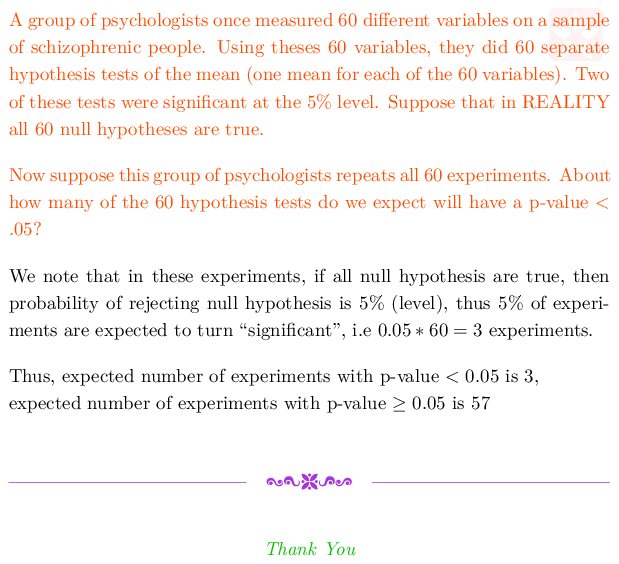 A group of psychologists once measured 60 different variables on a sample
of schizophrenic people. Using theses 60 variables, they did 60 separate
hypothesis tests of the mean (one mean for each of the 60 variables). Two
of these tests were significant at the 5% level. Suppose that in REALITY
all 60 null hypotheses are true.
Now suppose this group of psychologists repeats all 60 experiments. About
how many of the 60 hypothesis tests do we expect will have a p-value <
.05?
We note that in these experiments, if all null hypothesis are true, then
probability of rejecting null hypothesis is 5% (level), thus 5% of experi-
ments are expected to turn “significant”, i.e 0.05 ∗ 60 = 3 experiments.
Thus, expected number of experiments with p-value < 0.05 is 3,
expected number of experiments with p-value ≥ 0.05 is 57
Thank You